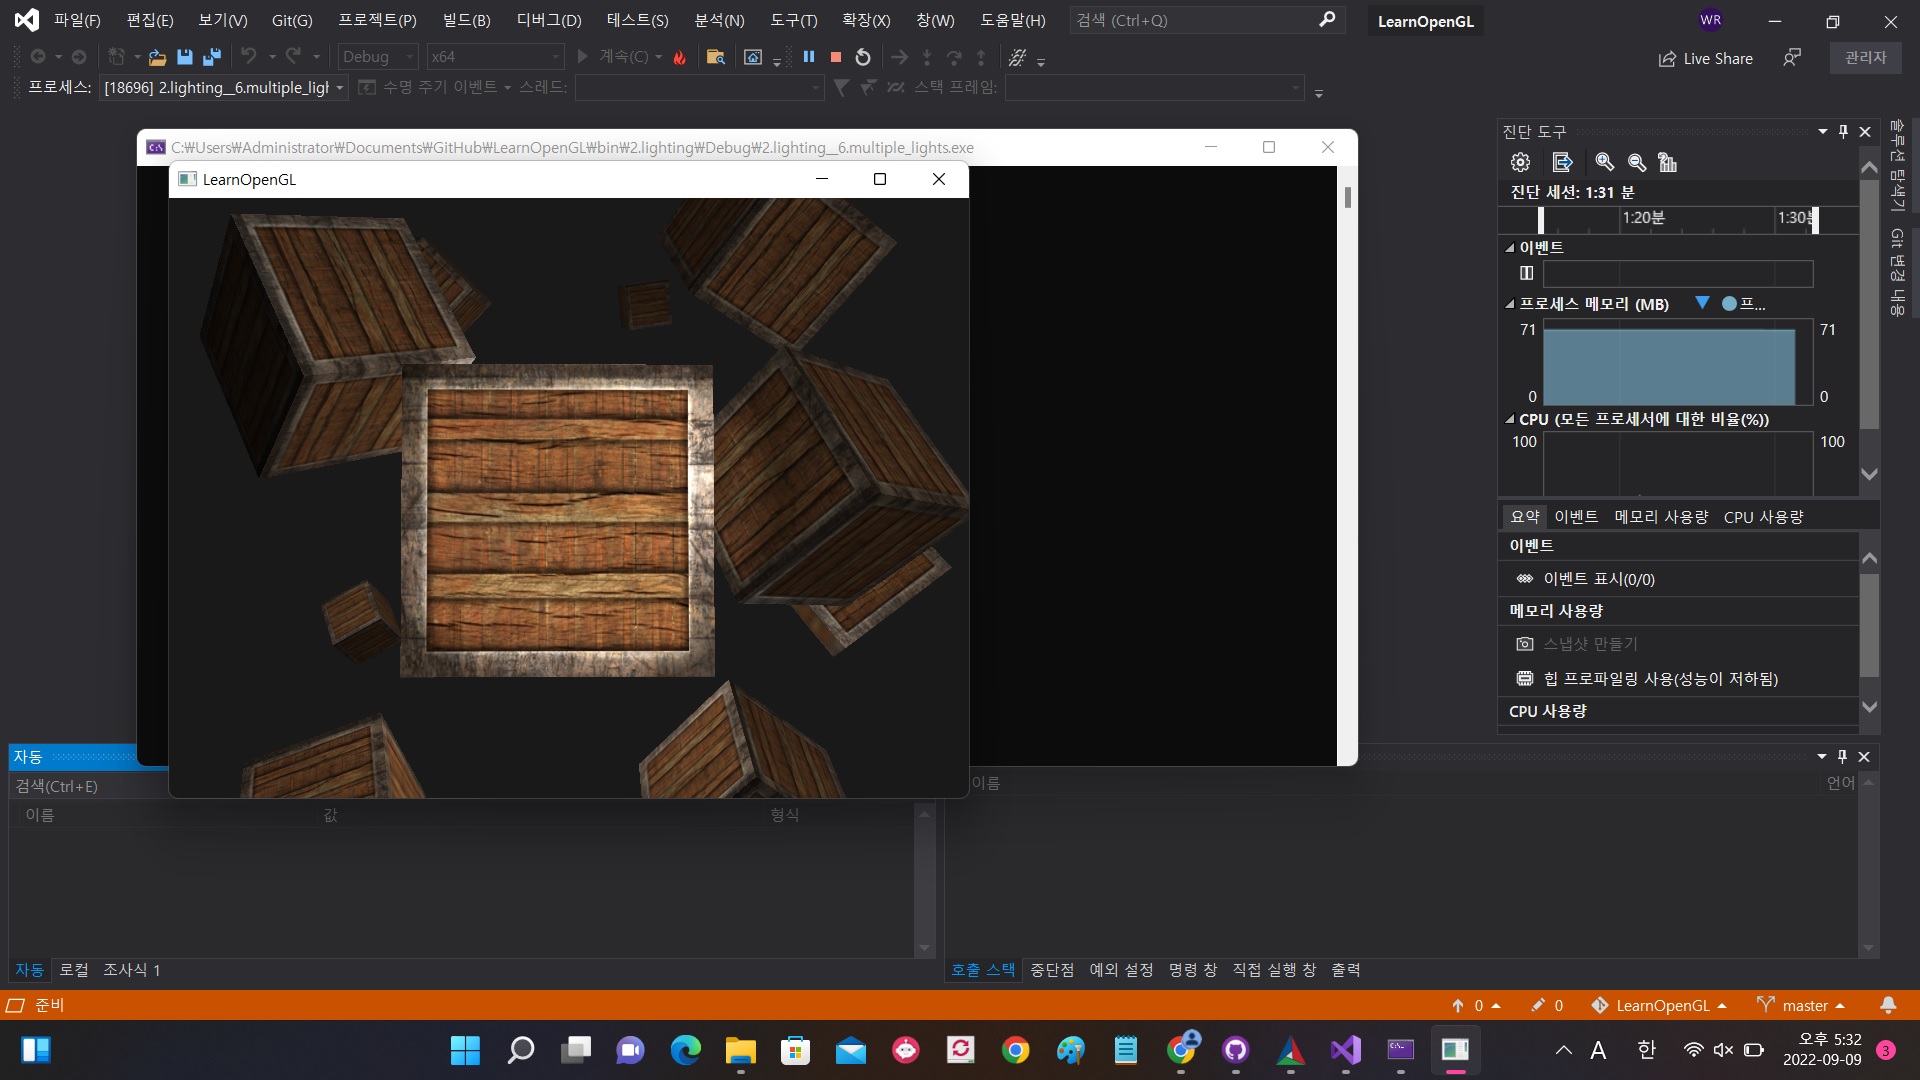 파일(F) 편집(E) 보기(V) Git(G) 프로젝트(P) 빌드(B) 디버그(D) 테스트(S) 분석(N) 도구(T) 확장(X) 창(W) 도움말(H) 검색 (Ctrl+Q) LearnOpenGL WR
Debug x64 계속(C) Live Share 관리자
프로세스: [18696] 2.lighting__6.multiple_ligh 수명 주기 이벤트 스레드: 스택 프레임:
C:\Users\Administrator\Documents\GitHub\LearnOpenGL\bin\2.lighting\Debug\2.lighting__6.multiple_lights.exe
LearnOpenGL
진단 도구
진단 세션: 1:31 분
1:20분 1:30분
이벤트
프로세스 메모리 (MB) 프...
71 71
0 0
CPU (모든 프로세서에 대한 비율(%))
100 100
요약 이벤트 메모리 사용량 CPU 사용량
이벤트
이벤트 표시(0/0)
메모리 사용량
스냅샷 만들기
힙 프로파일링 사용(성능이 저하됨)
CPU 사용량
솔루션 탐색기
Git 변경 내용
자동
검색(Ctrl+E)
이름 값 형식
이름 언어
자동 로컬 조사식 1
호출 스택 중단점 예외 설정 명령 창 직접 실행 창 출력
준비 0 0 LearnOpenGL master
A 한 오후 5:32
2022-09-09 3